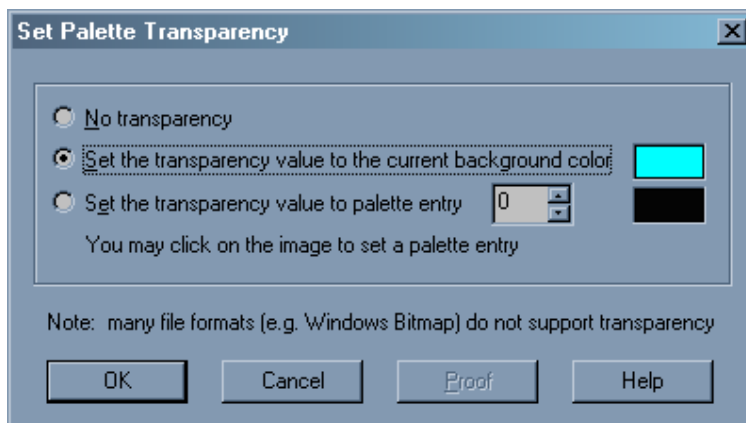 Set Palette Transparency
No transparency
Set the transparency value to the current background color
Set the transparency value to palette entry 0
You may click on the image to set a palette entry
Note: many file formats (e.g. Windows Bitmap) do not support transparency
OK Cancel Proof Help